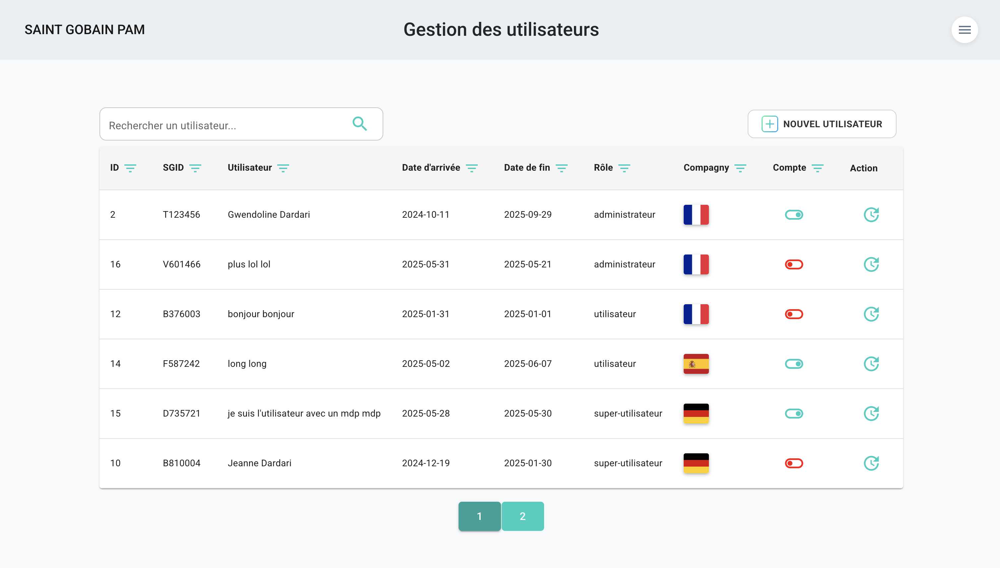 SAINT GOBAIN PAM
Gestion des utilisateurs
Rechercher un utilisateur...
NOUVEL UTILISATEUR
ID SGID Utilisateur Date d'arrivée Date de fin Rôle Compagny Compte Action
2 T123456 Gwendoline Dardari 2024-10-11 2025-09-29 administrateur
16 V601466 plus lol lol 2025-05-31 2025-05-21 administrateur
12 B376003 bonjour bonjour 2025-01-31 2025-01-01 utilisateur
14 F587242 long long 2025-05-02 2025-06-07 utilisateur
15 D735721 je suis l'utilisateur avec un mdp mdp 2025-05-28 2025-05-30 super-utilisateur
10 B810004 Jeanne Dardari 2024-12-19 2025-01-30 super-utilisateur
1 2